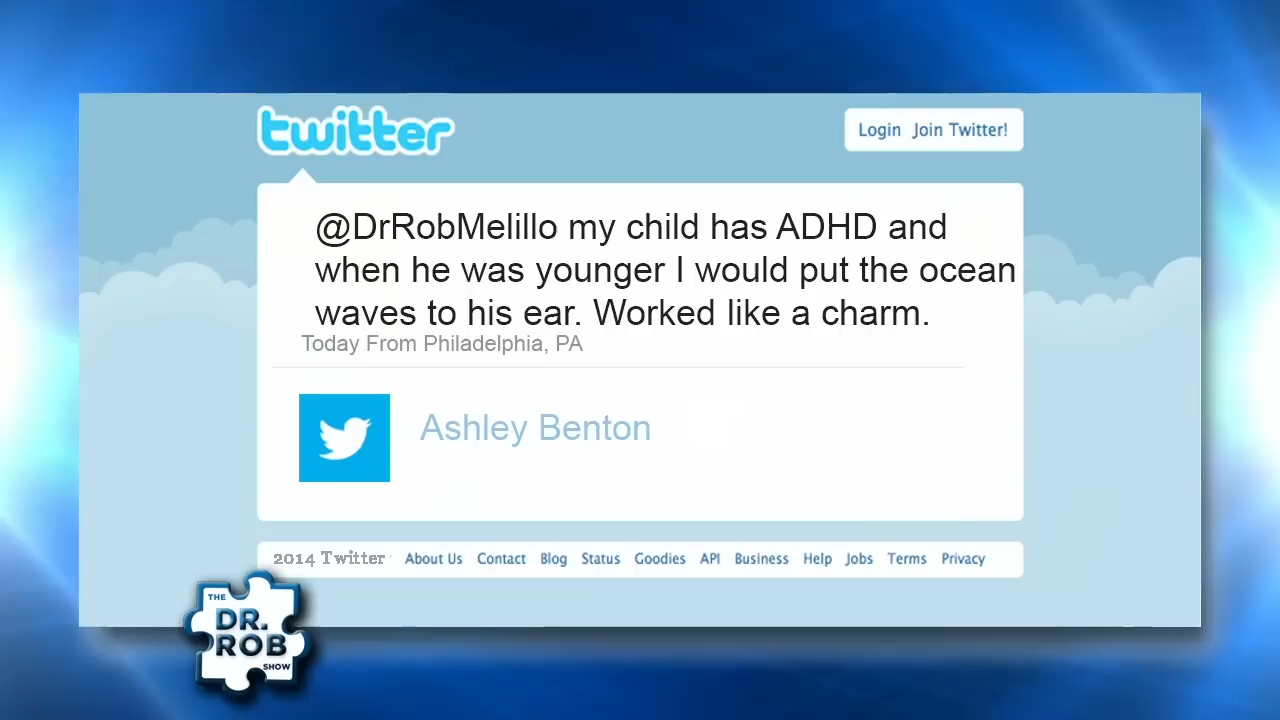 twitter
Login Join Twitter!
@DrRobMelillo my child has ADHD and
when he was younger I would put the ocean
waves to his ear. Worked like a charm.
Today From Philadelphia, PA
Ashley Benton
2014 Twitter About Us Contact Blog Status Goodies API Business Help Jobs Terms Privacy
THE
DR.
ROB
SHOW